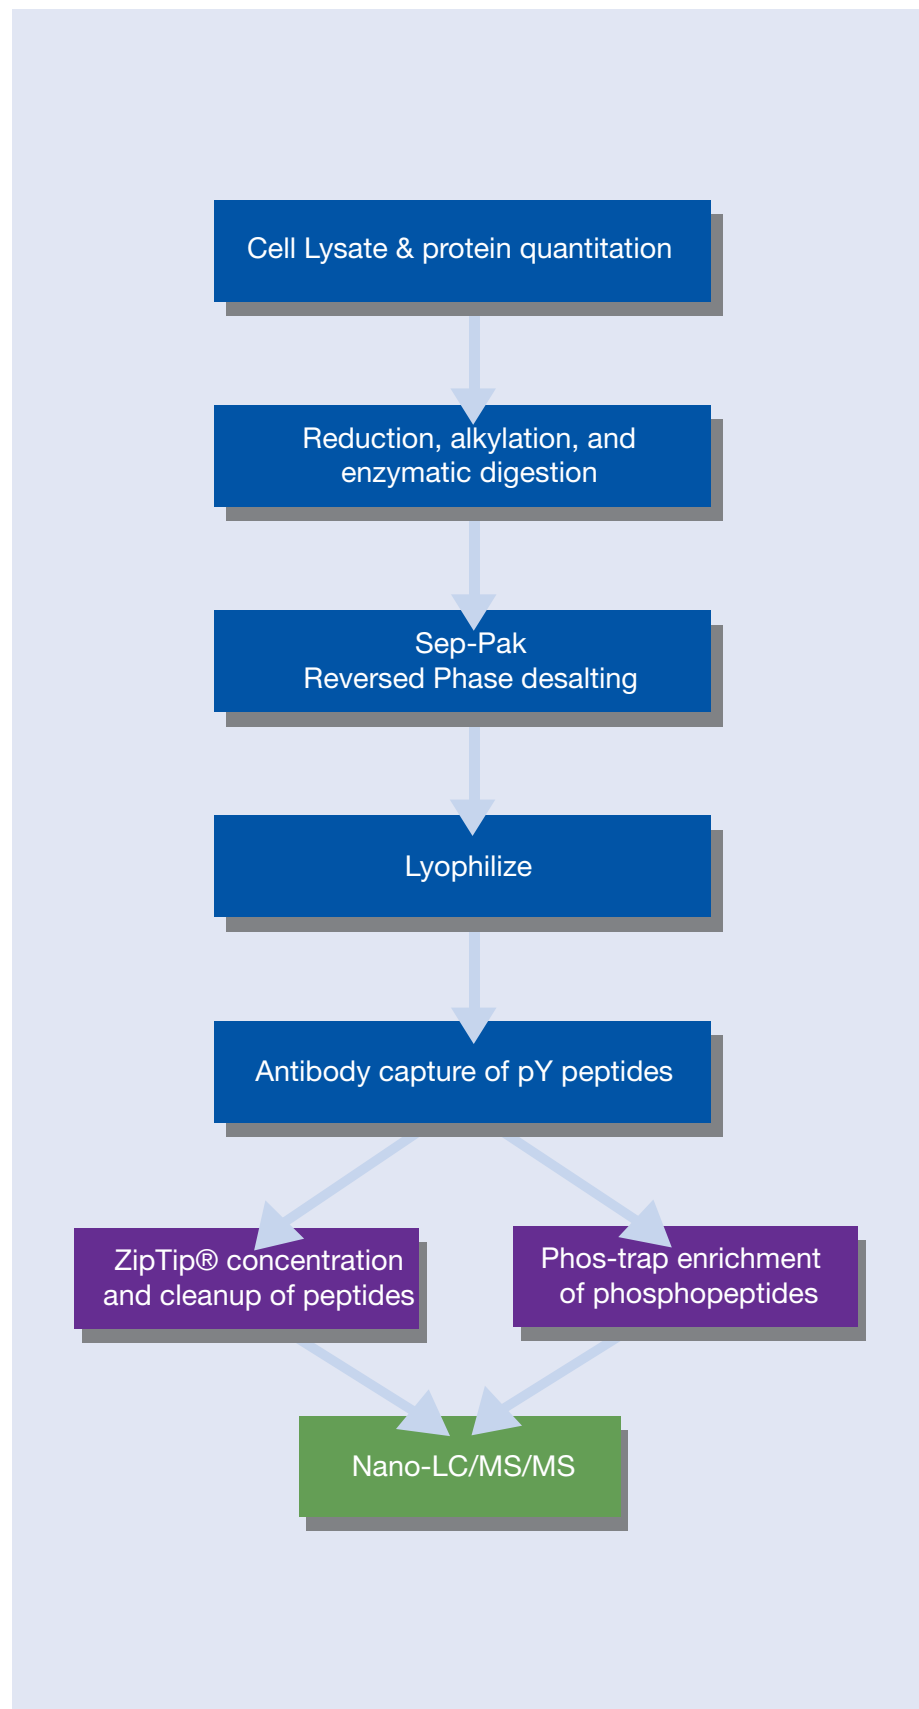 Cell Lysate & protein quantitation
Reduction, alkylation, and
enzymatic digestion
Sep-Pak
Reversed Phase desalting
Lyophilize
Antibody capture of pY peptides
ZipTip® concentration
and cleanup of peptides
Phos-trap enrichment
of phosphopeptides
Nano-LC/MS/MS